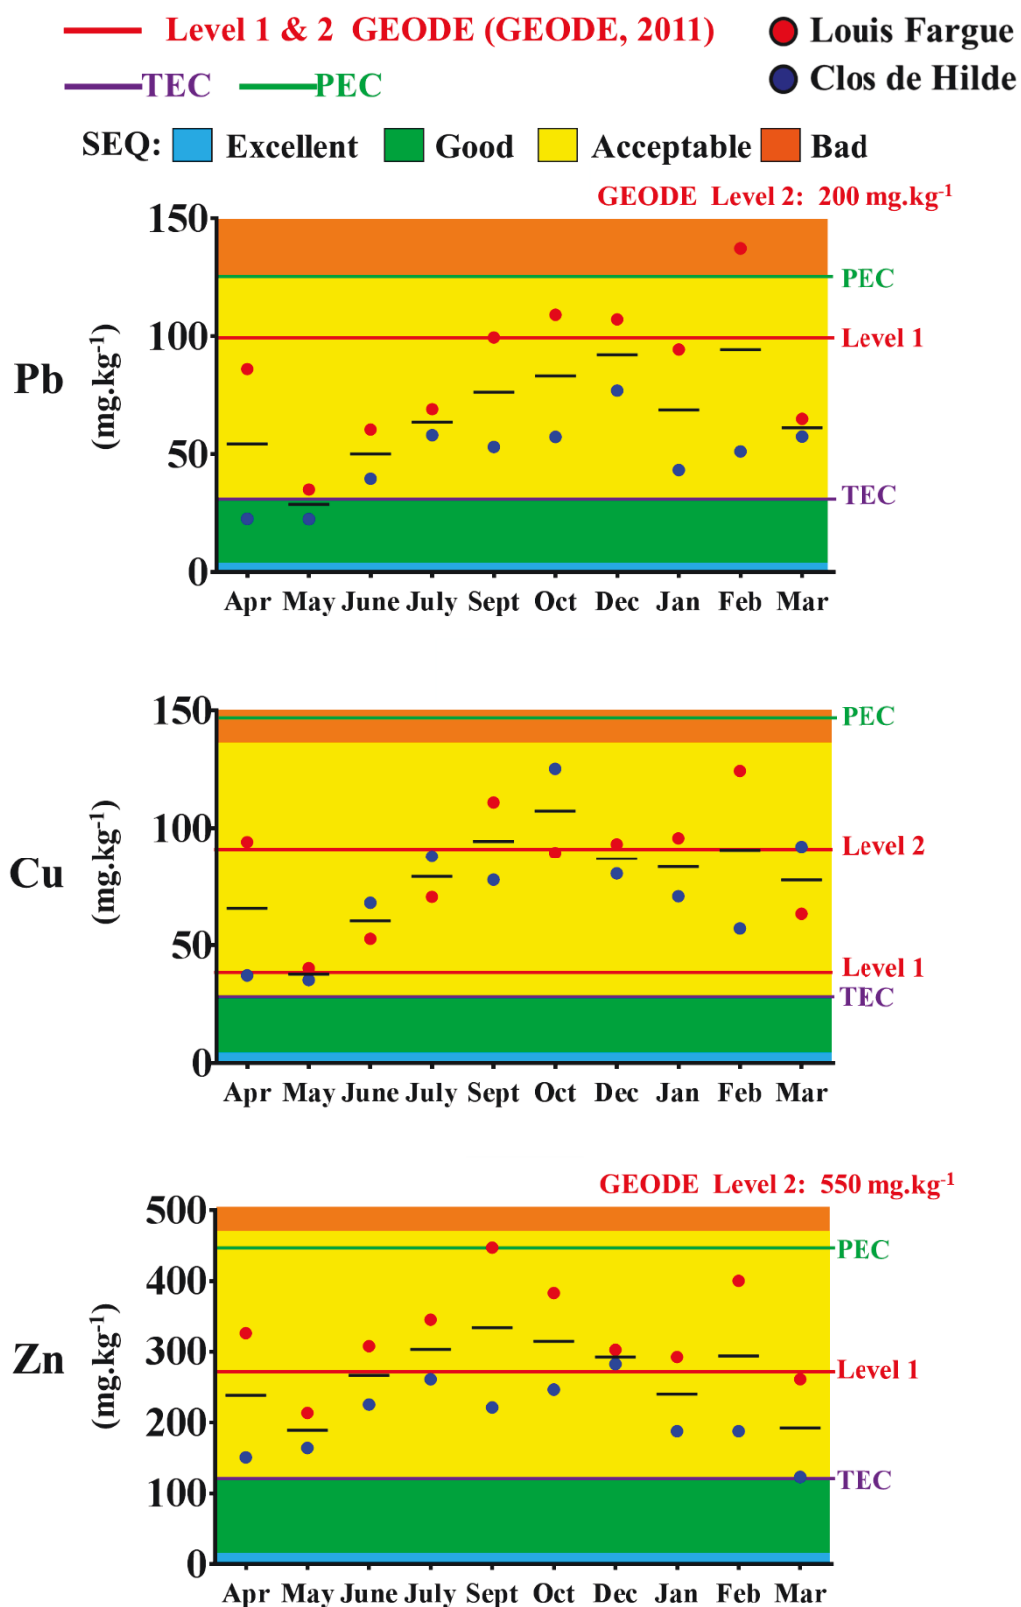 Level 1 & 2 GEODE (GEODE, 2011)
Louis Fargue
TEC PEC
Clos de Hilde
SEQ: Excellent Good Acceptable Bad
GEODE Level 2: 200 mg.kg-1
Pb
(mg.kg-1)
150
100
50
0
PEC
Level 1
TEC
Apr May June July Sept Oct Dec Jan Feb Mar
Cu
(mg.kg-1)
150
100
50
0
PEC
Level 2
Level 1
TEC
Apr May June July Sept Oct Dec Jan Feb Mar
GEODE Level 2: 550 mg.kg-1
Zn
(mg.kg-1)
500
400
300
200
100
0
PEC
Level 1
TEC
Apr May June July Sept Oct Dec Jan Feb Mar